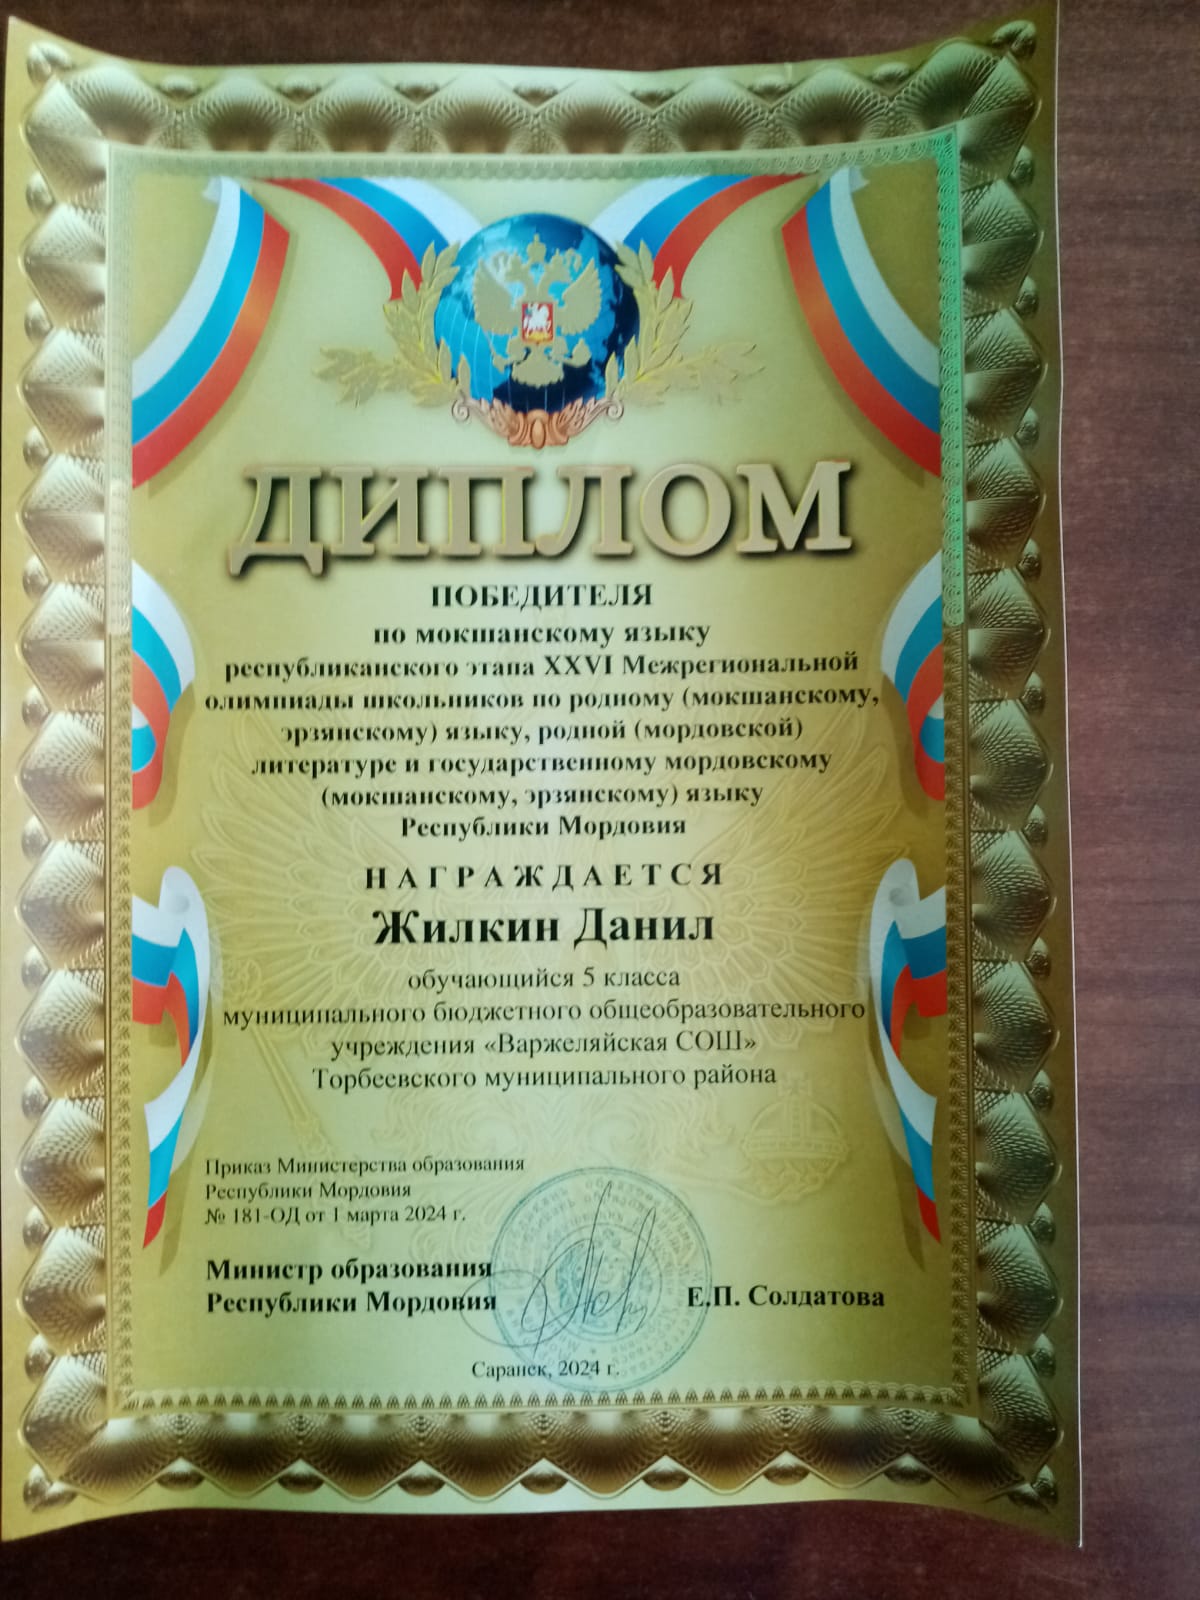 ДИПЛОМ
ПОБЕДИТЕЛЯ
по мокшанскому языку
республиканского этапа XXVI Межрегиональной
олимпиады школьников по родному (мокшанскому,
эрзянскому) языку, родной (мордовской)
литературе и государственному мордовскому
(мокшанскому, эрзянскому) языку
Республики Мордовия
НАГРАЖДАЕТСЯ
Жилкин Данил
обучающийся 5 класса
муниципального бюджетного общеобразовательного
учреждения «Варжеляйская СОШ»
Торбеевского муниципального района
Приказ Министерства образования
Республики Мордовия
№ 181-ОД от 1 марта 2024 г.
Министр образования
Республики Мордовия
Е.П. Солдатова
Саранск, 2024 г.